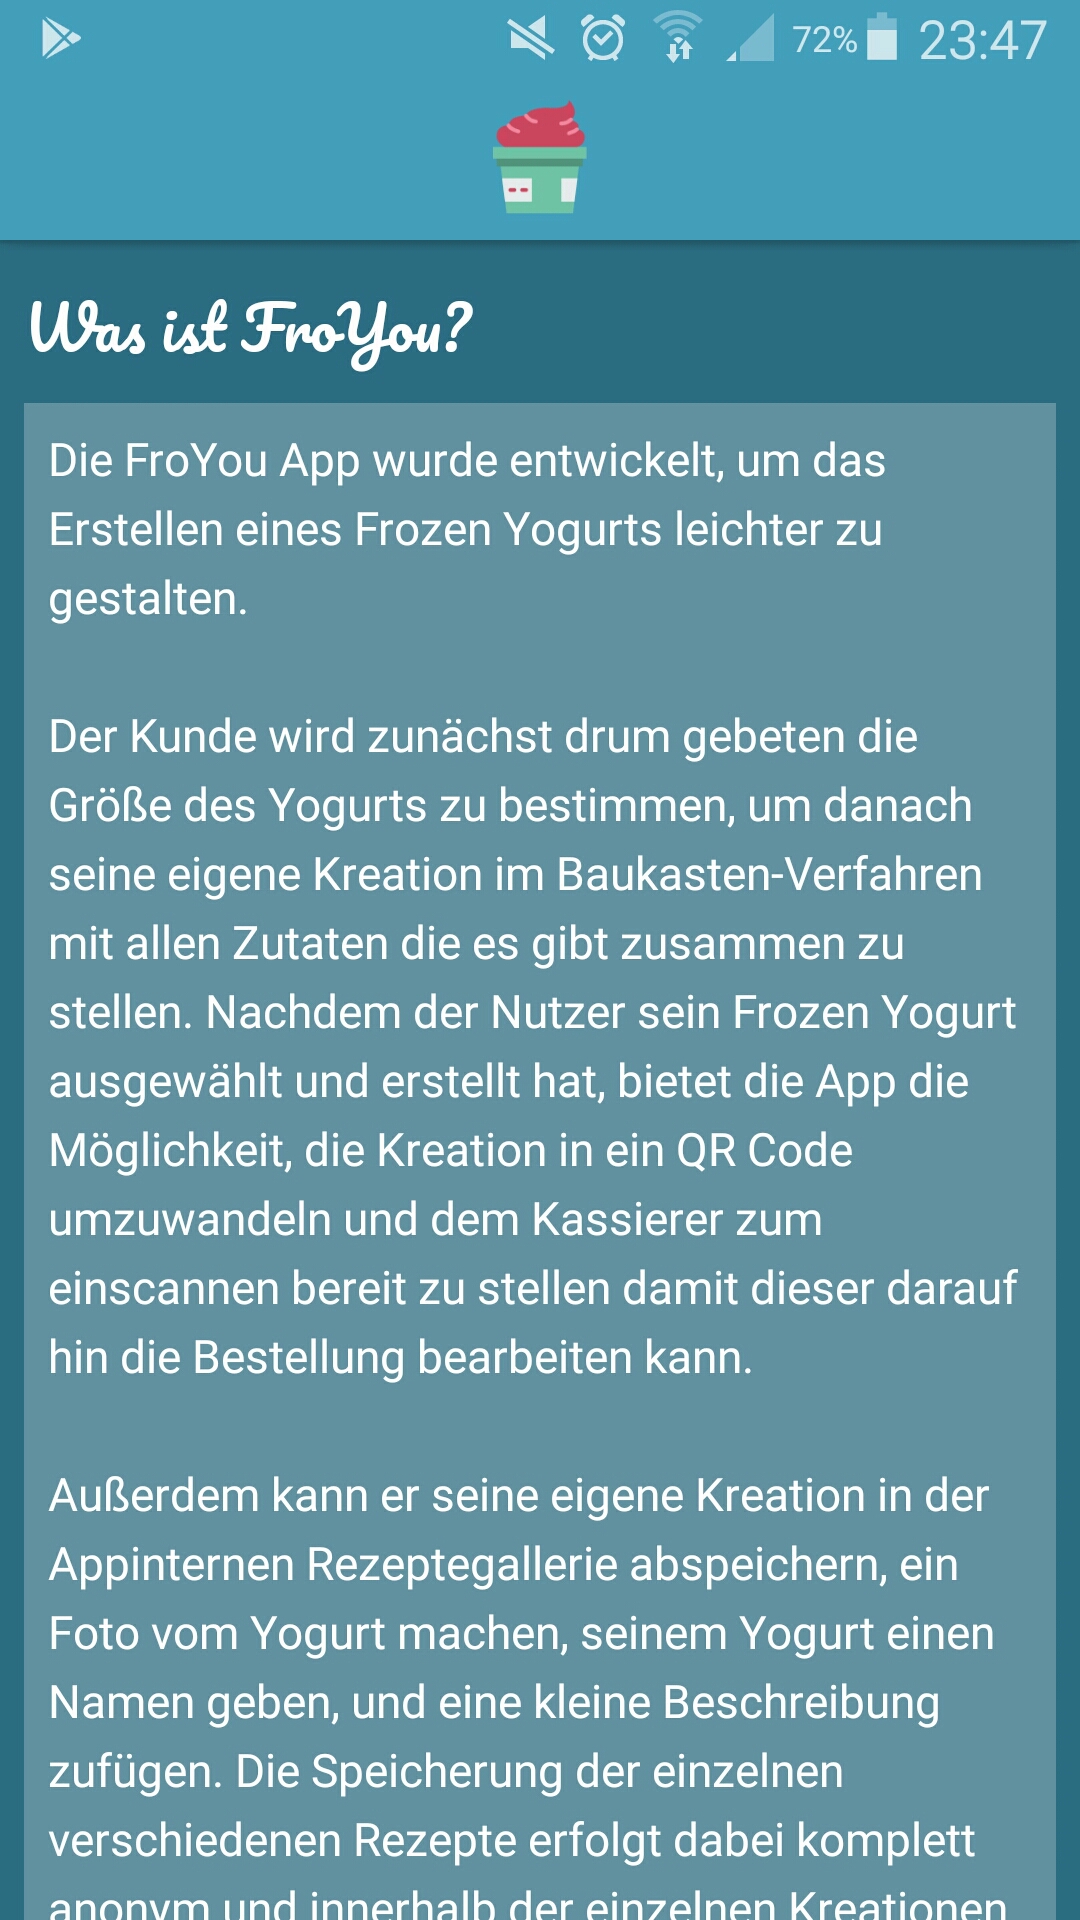 72% 23:47
Was ist FroYou?
Die FroYou App wurde entwickelt, um das
Erstellen eines Frozen Yogurts leichter zu
gestalten.
Der Kunde wird zunächst drum gebeten die
Größe des Yogurts zu bestimmen, um danach
seine eigene Kreation im Baukasten-Verfahren
mit allen Zutaten die es gibt zusammen zu
stellen. Nachdem der Nutzer sein Frozen Yogurt
ausgewählt und erstellt hat, bietet die App die
Möglichkeit, die Kreation in ein QR Code
umzuwandeln und dem Kassierer zum
einscannen bereit zu stellen damit dieser darauf
hin die Bestellung bearbeiten kann.
Außerdem kann er seine eigene Kreation in der
Appinternen Rezeptegallerie abspeichern, ein
Foto vom Yogurt machen, seinem Yogurt einen
Namen geben, und eine kleine Beschreibung
zufügen. Die Speicherung der einzelnen
verschiedenen Rezepte erfolgt dabei komplett
anonym und innerhalb der einzelnen Kreationen